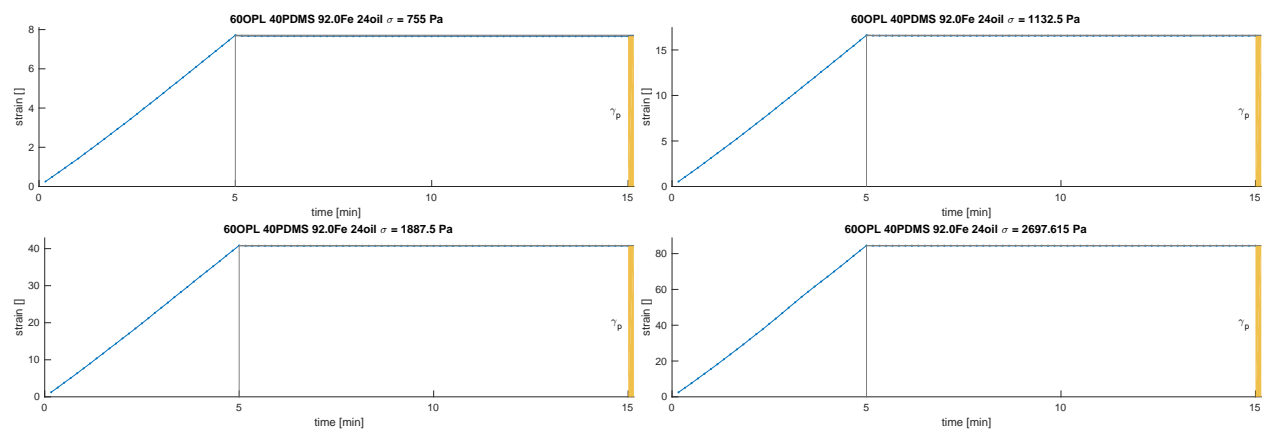 60OPL 40PDMS 92.0Fe 24oil σ = 755 Pa
8
6
4
2
0
strain []
γp
0
5
10
15
time [min]
60OPL 40PDMS 92.0Fe 24oil σ = 1132.5 Pa
15
10
5
0
strain []
γp
0
5
10
15
time [min]
60OPL 40PDMS 92.0Fe 24oil σ = 1887.5 Pa
40
30
20
10
0
strain []
γp
0
5
10
15
time [min]
60OPL 40PDMS 92.0Fe 24oil σ = 2697.615 Pa
80
60
40
20
0
strain []
γp
0
5
10
15
time [min]